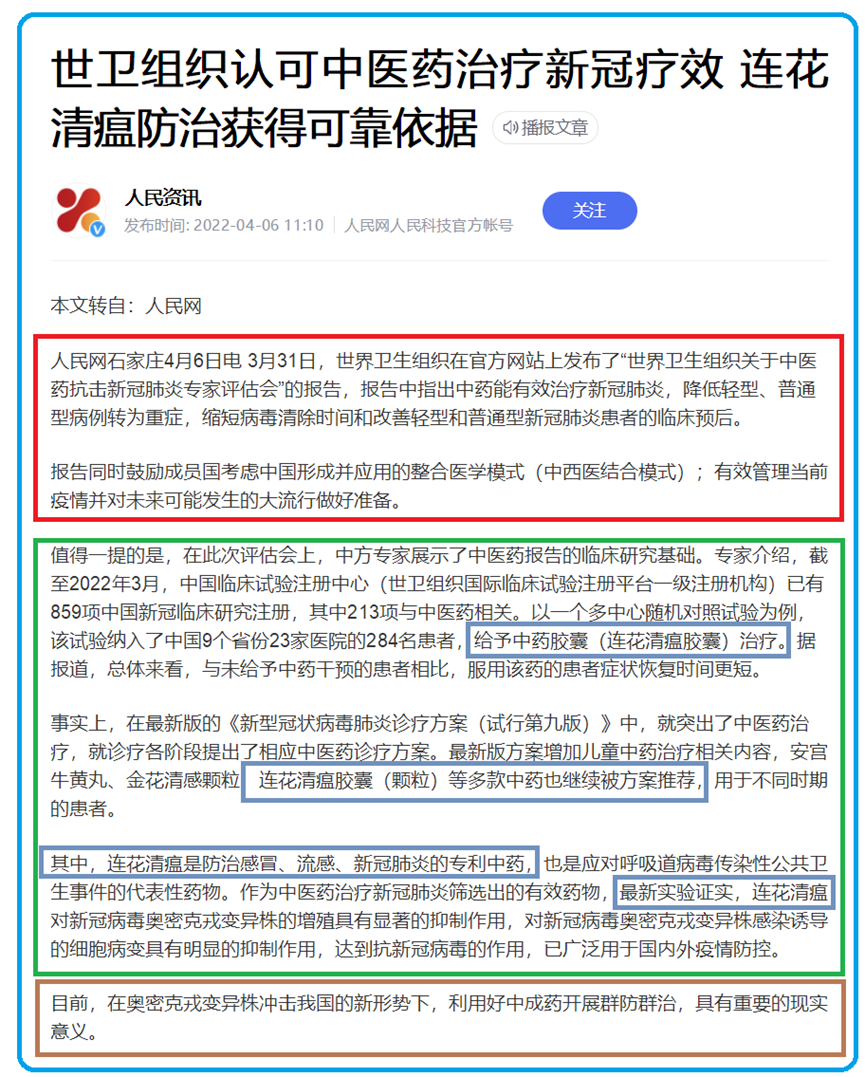 世卫组织认可中医药治疗新冠疗效 连花
清瘟防治获得可靠依据 播报文章
人民资讯
发布时间: 2022-04-06 11:10 人民网人民科技官方帐号
关注
本文转自：人民网
人民网石家庄4月6日电 3月31日，世界卫生组织在官方网站上发布了“世界卫生组织关于中医
药抗击新冠肺炎专家评估会”的报告，报告中指出中药能有效治疗新冠肺炎，降低轻型、普通
型病例转为重症，缩短病毒清除时间和改善轻型和普通型新冠肺炎患者的临床预后。
报告同时鼓励成员国考虑中国形成并应用的整合医学模式（中西医结合模式）；有效管理当前
疫情并对未来可能发生的大流行做好准备。
值得一提的是，在此次评估会上，中方专家展示了中医药报告的临床研究基础。专家介绍，截
至2022年3月，中国临床试验注册中心（世卫组织国际临床试验注册平台一级注册机构）已有
859项中国新冠临床研究注册，其中213项与中医药相关。以一个多中心随机对照试验为例，
该试验纳入了中国9个省份23家医院的284名患者，给予中药胶囊（连花清瘟胶囊）治疗。据
报道，总体来看，与未给予中药干预的患者相比，服用该药的患者症状恢复时间更短。
事实上，在最新版的《新型冠状病毒肺炎诊疗方案（试行第九版）》中，就突出了中医药治
疗，就诊疗各阶段提出了相应中医药诊疗方案。最新版方案增加儿童中药治疗相关内容，安宫
牛黄丸、金花清感颗粒 连花清瘟胶囊（颗粒）等多款中药也继续被方案推荐，用于不同时期
的患者。
其中，连花清瘟是防治感冒、流感、新冠肺炎的专利中药，也是应对呼吸道病毒传染性公共卫
生事件的代表性药物。作为中医药治疗新冠肺炎筛选出的有效药物，最新实验证实，连花清瘟
对新冠病毒奥密克戎变异株的增殖具有显著的抑制作用，对新冠病毒奥密克戎变异株感染诱导
的细胞病变具有明显的抑制作用，达到抗新冠病毒的作用，已广泛用于国内外疫情防控。
目前，在奥密克戎变异株冲击我国的新形势下，利用好中成药开展群防群治，具有重要的现实
意义。